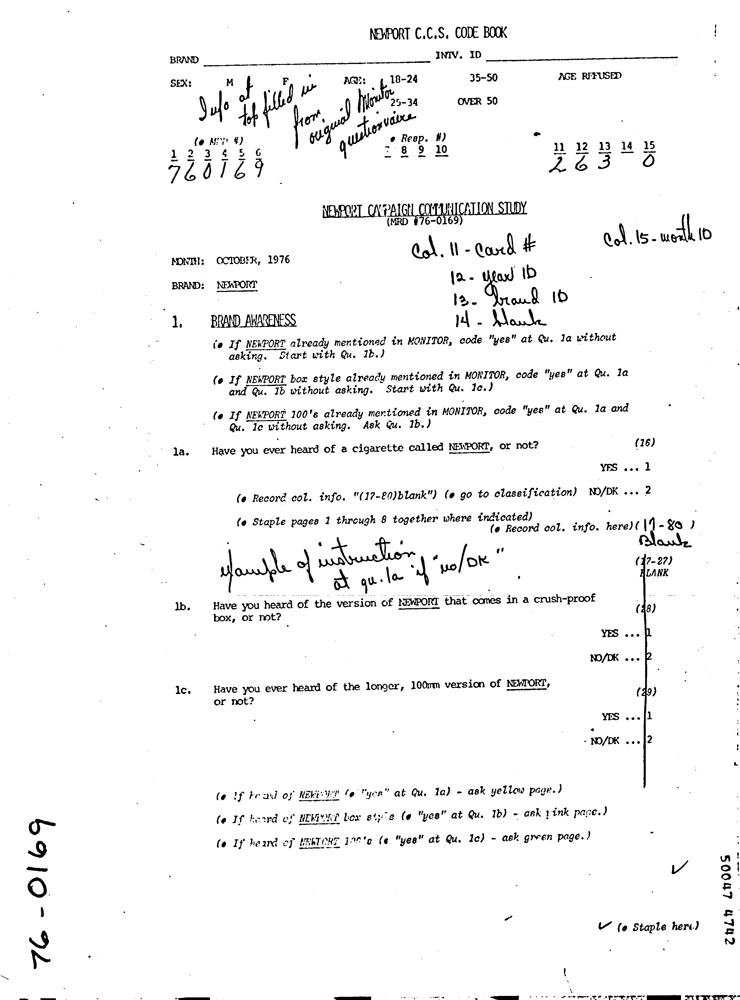 NEWPORT C.C.S. CODE BOOK
BRAND INTV. ID
SEX: M F AGE: 18-24 35-50 AGE REFUSED
25-34 OVER 50
Info at
top filled in
from
original Monitor
questionnaire
(• MRD #) (• Resp. #)
1 2 3 4 5 6 7 8 9 10 11 12 13 14 15
7 6 0 1 6 9 2 6 3 0
NEWPORT CAMPAIGN COMMUNICATION STUDY
(MRD #76-0169)
Col. 11 - Card # Col. 15 - month ID
MONTH: OCTOBER, 1976
12 - year ID
BRAND: NEWPORT
13 - Brand ID
14 - blank
1. BRAND AWARENESS
(• If NEWPORT already mentioned in MONITOR, code "yes" at Qu. 1a without
asking. Start with Qu. 1b.)
(• If NEWPORT box style already mentioned in MONITOR, code "yes" at Qu. 1a
and Qu. 1b without asking. Start with Qu. 1c.)
(• If NEWPORT 100's already mentioned in MONITOR, code "yes" at Qu. 1a and
Qu. 1c without asking. Ask Qu. 1b.)
1a. Have you ever heard of a cigarette called NEWPORT, or not? (16)
YES ... 1
(• Record col. info. "(17-80)blank") (• go to classification) NO/DK ... 2
(• Staple pages 1 through 8 together where indicated)
(• Record col. info. here) (17-80)
Blank
Example of instruction
at qu. 1a if "no/DK"
(17-27)
BLANK
1b. Have you heard of the version of NEWPORT that comes in a crush-proof
box, or not? (28)
YES ... 1
NO/DK ... 2
1c. Have you ever heard of the longer, 100mm version of NEWPORT,
or not? (29)
YES ... 1
NO/DK ... 2
(• If heard of NEWPORT (• "yes" at Qu. 1a) - ask yellow page.)
(• If heard of NEWPORT box style (• "yes" at Qu. 1b) - ask pink page.)
(• If heard of NEWPORT 100's (• "yes" at Qu. 1c) - ask green page.)
✓ (• Staple here)
76-0169
50047 4742